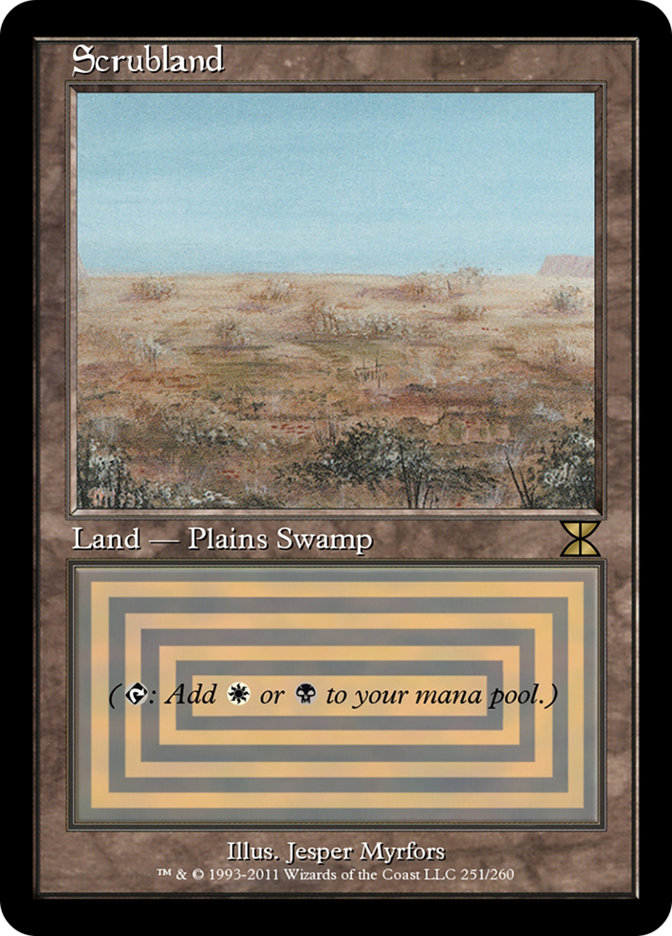 Scrubland
Land — Plains Swamp
( : Add or to your mana pool.)
Illus. Jesper Myrfors
™ & © 1993-2011 Wizards of the Coast LLC 251/260